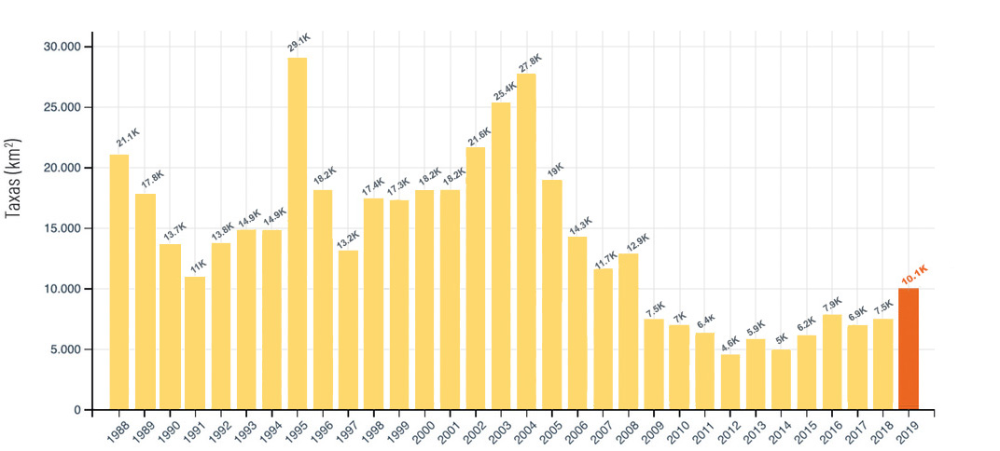 Taxas (km²)
30.000
25.000
20.000
15.000
10.000
5.000
0
21.1K
17.8K
13.7K
11K
13.8K
14.9K
14.9K
29.1K
18.2K
13.2K
17.4K
17.3K
18.2K
18.2K
21.6K
25.4K
27.8K
19K
14.3K
11.7K
12.9K
7.5K
7K
6.4K
4.6K
5.9K
5K
6.2K
7.9K
6.9K
7.5K
10.1K
1988
1989
1990
1991
1992
1993
1994
1995
1996
1997
1998
1999
2000
2001
2002
2003
2004
2005
2006
2007
2008
2009
2010
2011
2012
2013
2014
2015
2016
2017
2018
2019